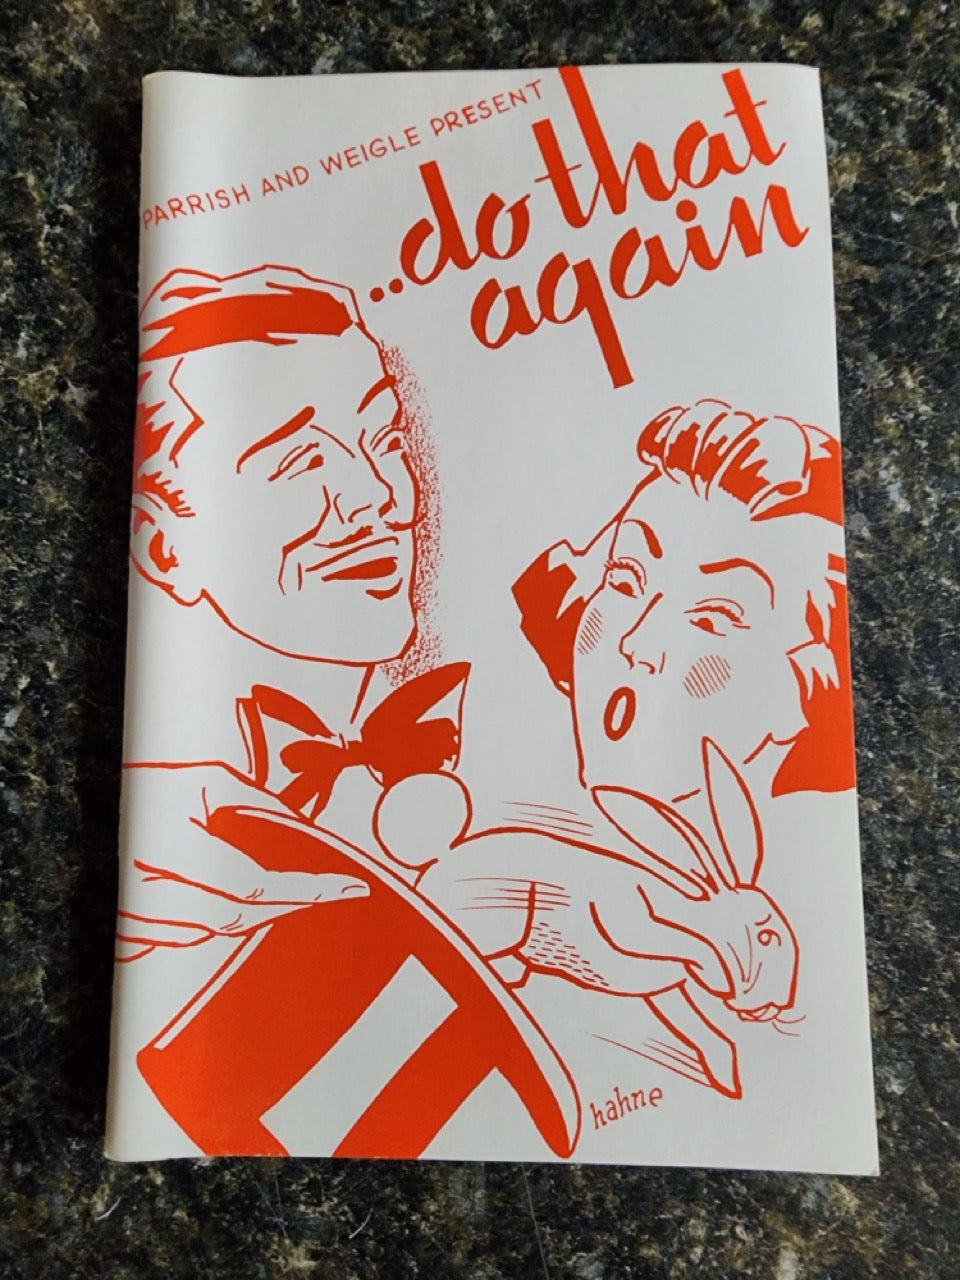 PARRISH AND WEIGLE PRESENT
..do that
again
hahne